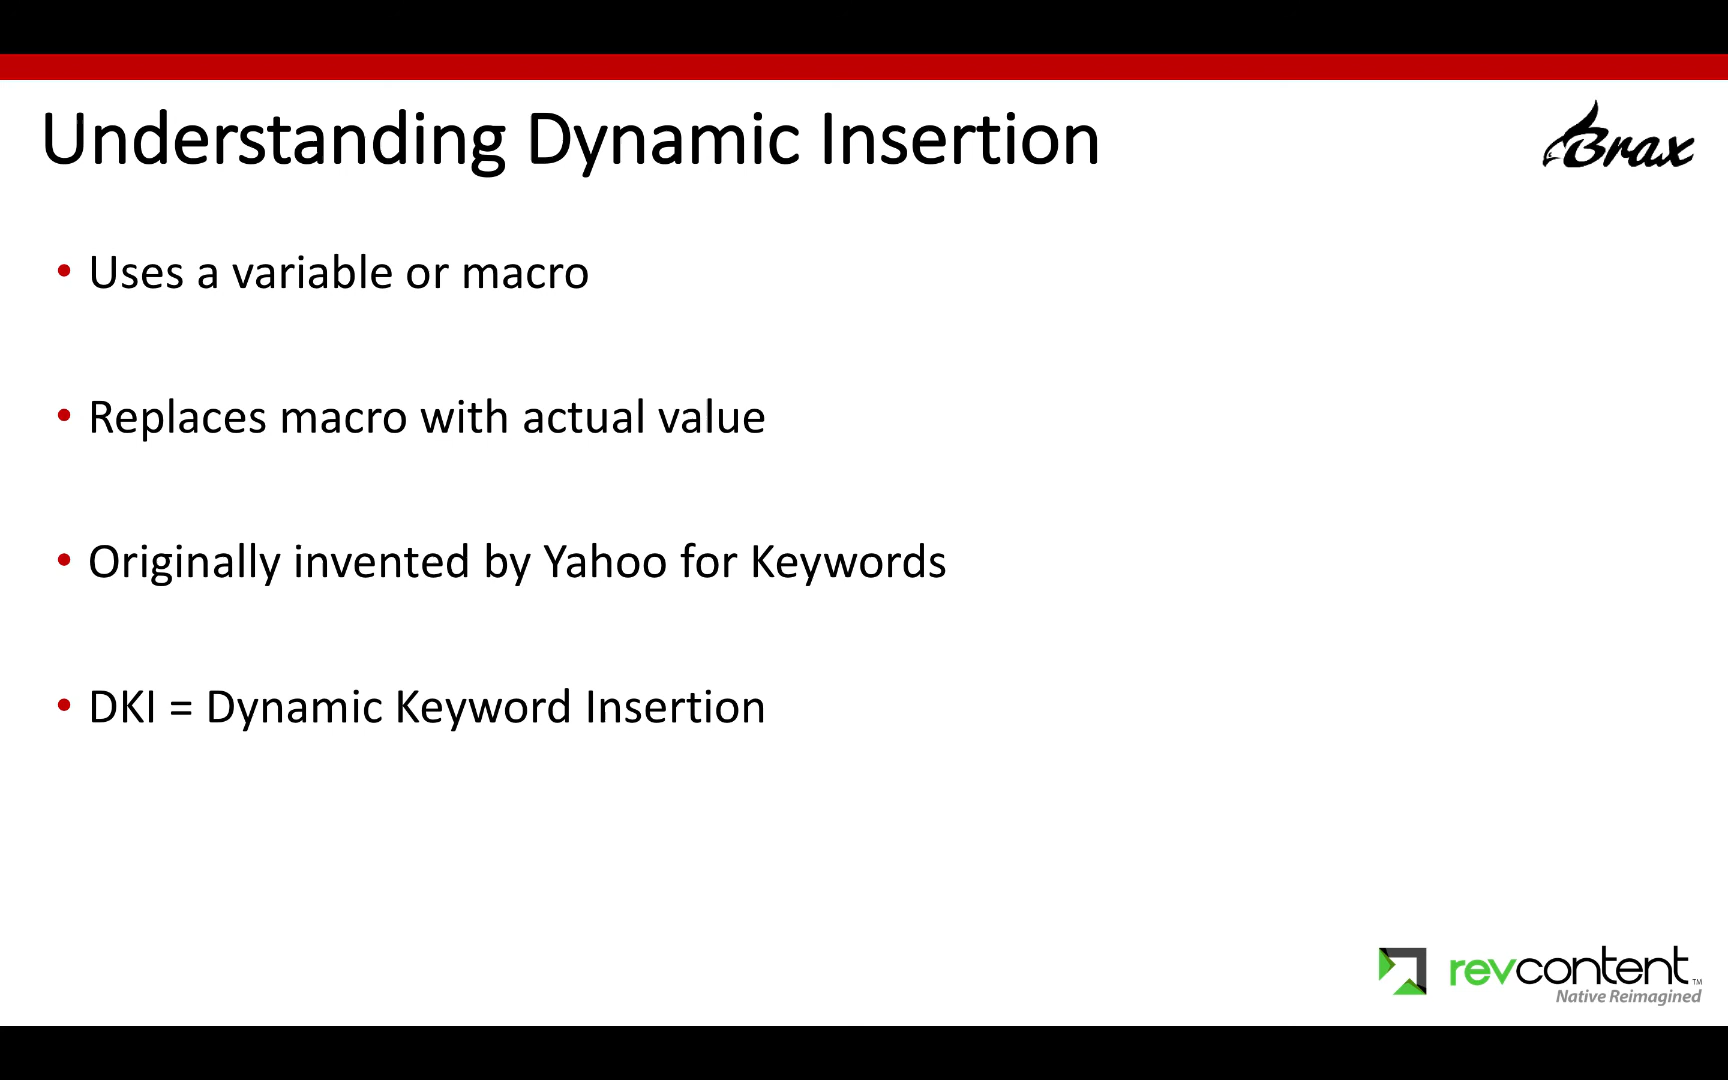 Understanding Dynamic Insertion
Brax
• Uses a variable or macro
• Replaces macro with actual value
• Originally invented by Yahoo for Keywords
• DKI = Dynamic Keyword Insertion
revcontent™
Native Reimagined